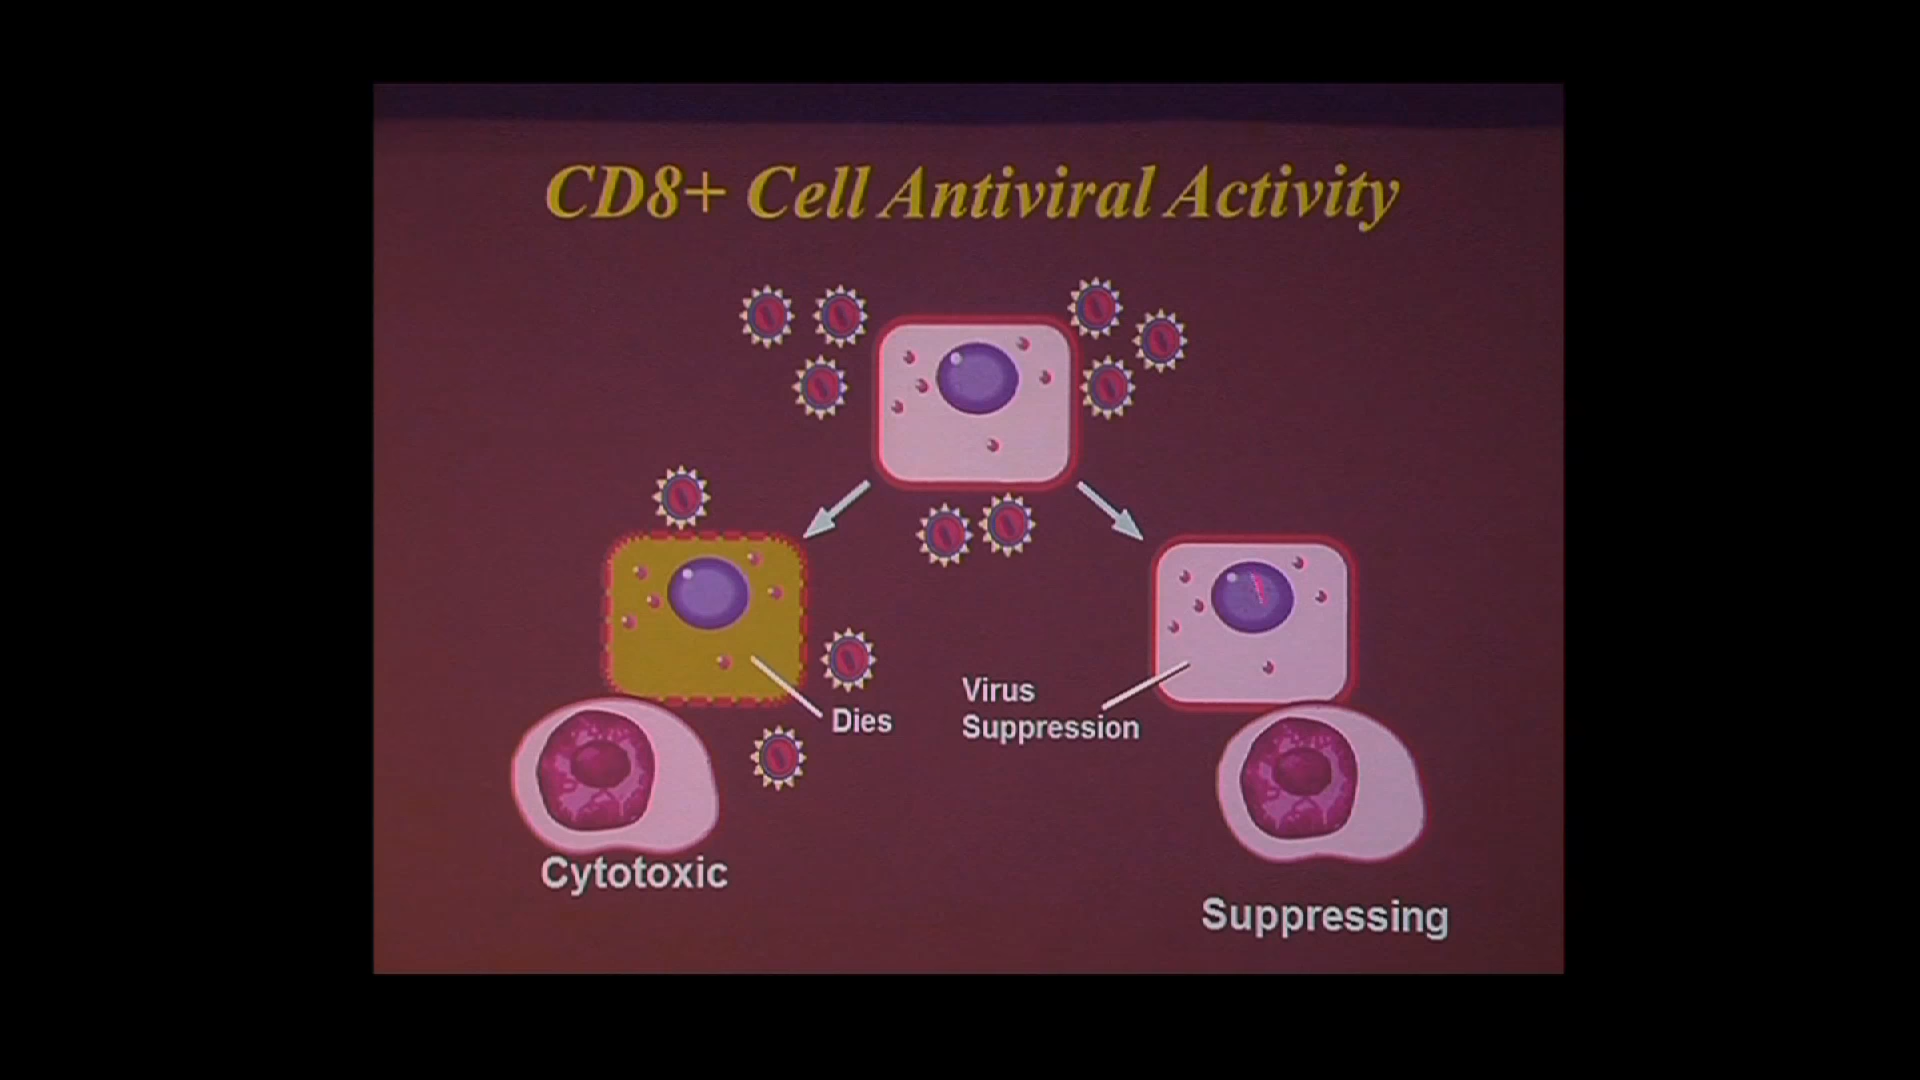 CD8+ Cell Antiviral Activity
Dies
Virus
Suppression
Cytotoxic
Suppressing